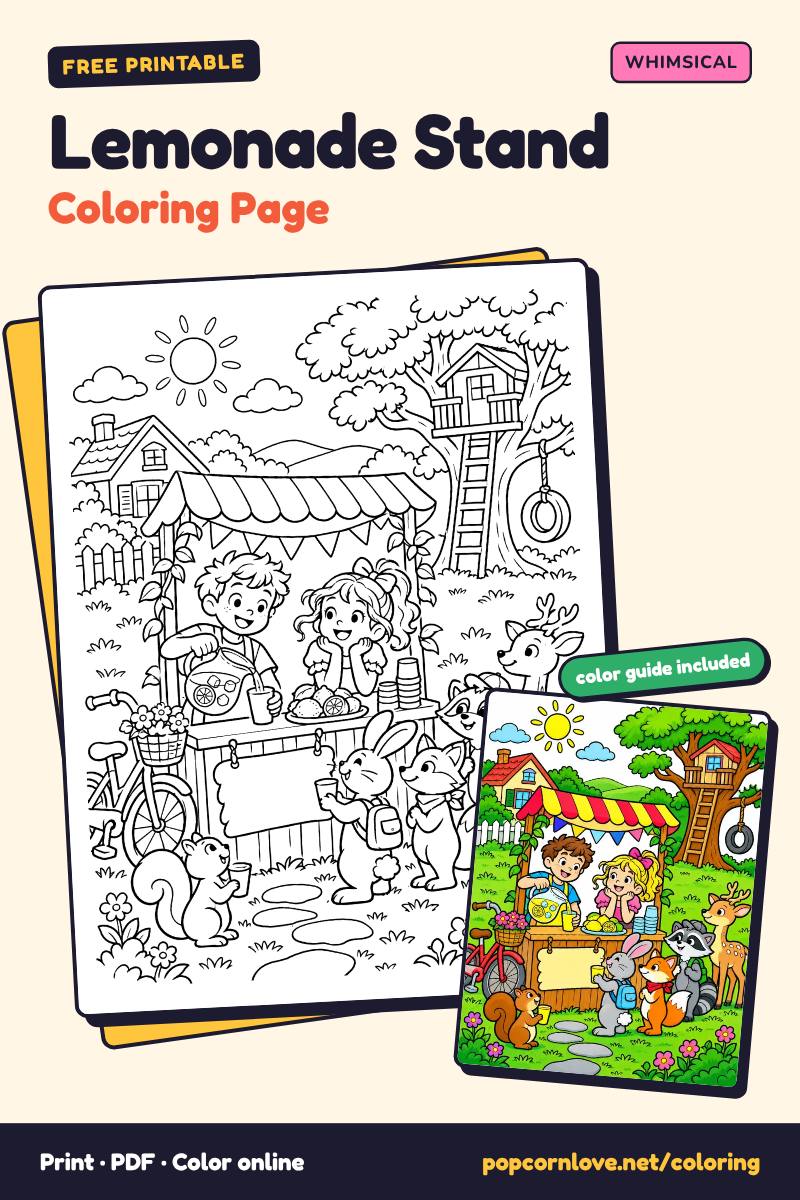 FREE PRINTABLE
WHIMSICAL
Lemonade Stand
Coloring Page
color guide included
Print · PDF · Color online
popcornlove.net/coloring